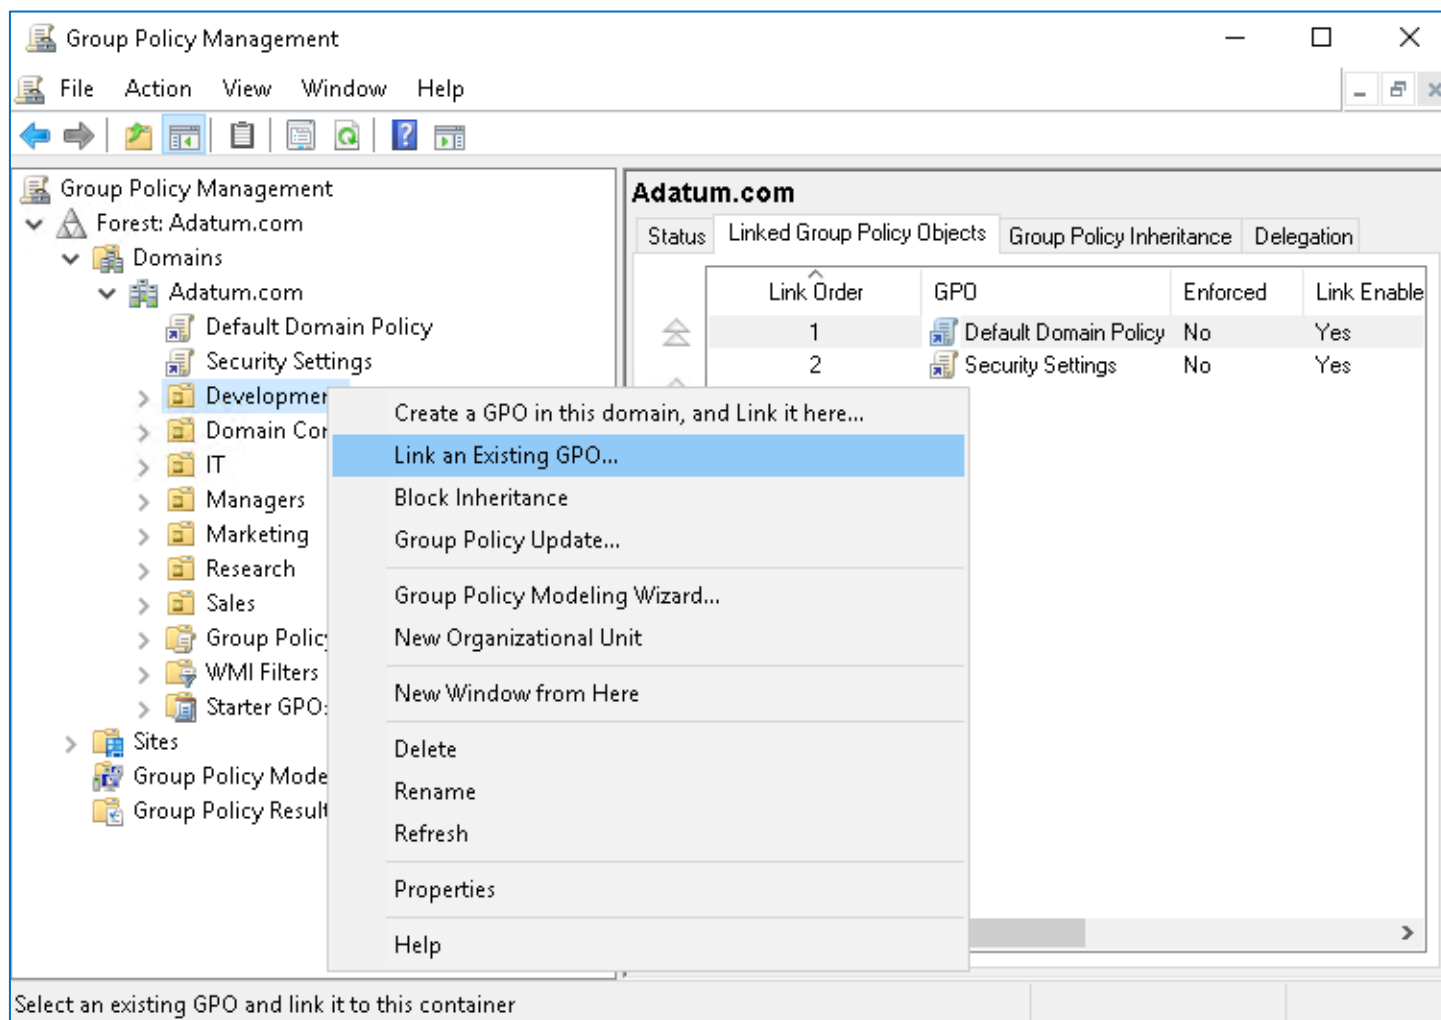 Group Policy Management
File Action View Window Help
Group Policy Management
Forest: Adatum.com
Domains
Adatum.com
Default Domain Policy
Security Settings
Developmen
Domain Cor
IT
Managers
Marketing
Research
Sales
Group Policy
WMI Filters
Starter GPO
Sites
Group Policy Mode
Group Policy Result
Adatum.com
Status Linked Group Policy Objects Group Policy Inheritance Delegation
Link Order GPO Enforced Link Enable
1 Default Domain Policy No Yes
2 Security Settings No Yes
Create a GPO in this domain, and Link it here...
Link an Existing GPO...
Block Inheritance
Group Policy Update...
Group Policy Modeling Wizard...
New Organizational Unit
New Window from Here
Delete
Rename
Refresh
Properties
Help
Select an existing GPO and link it to this container